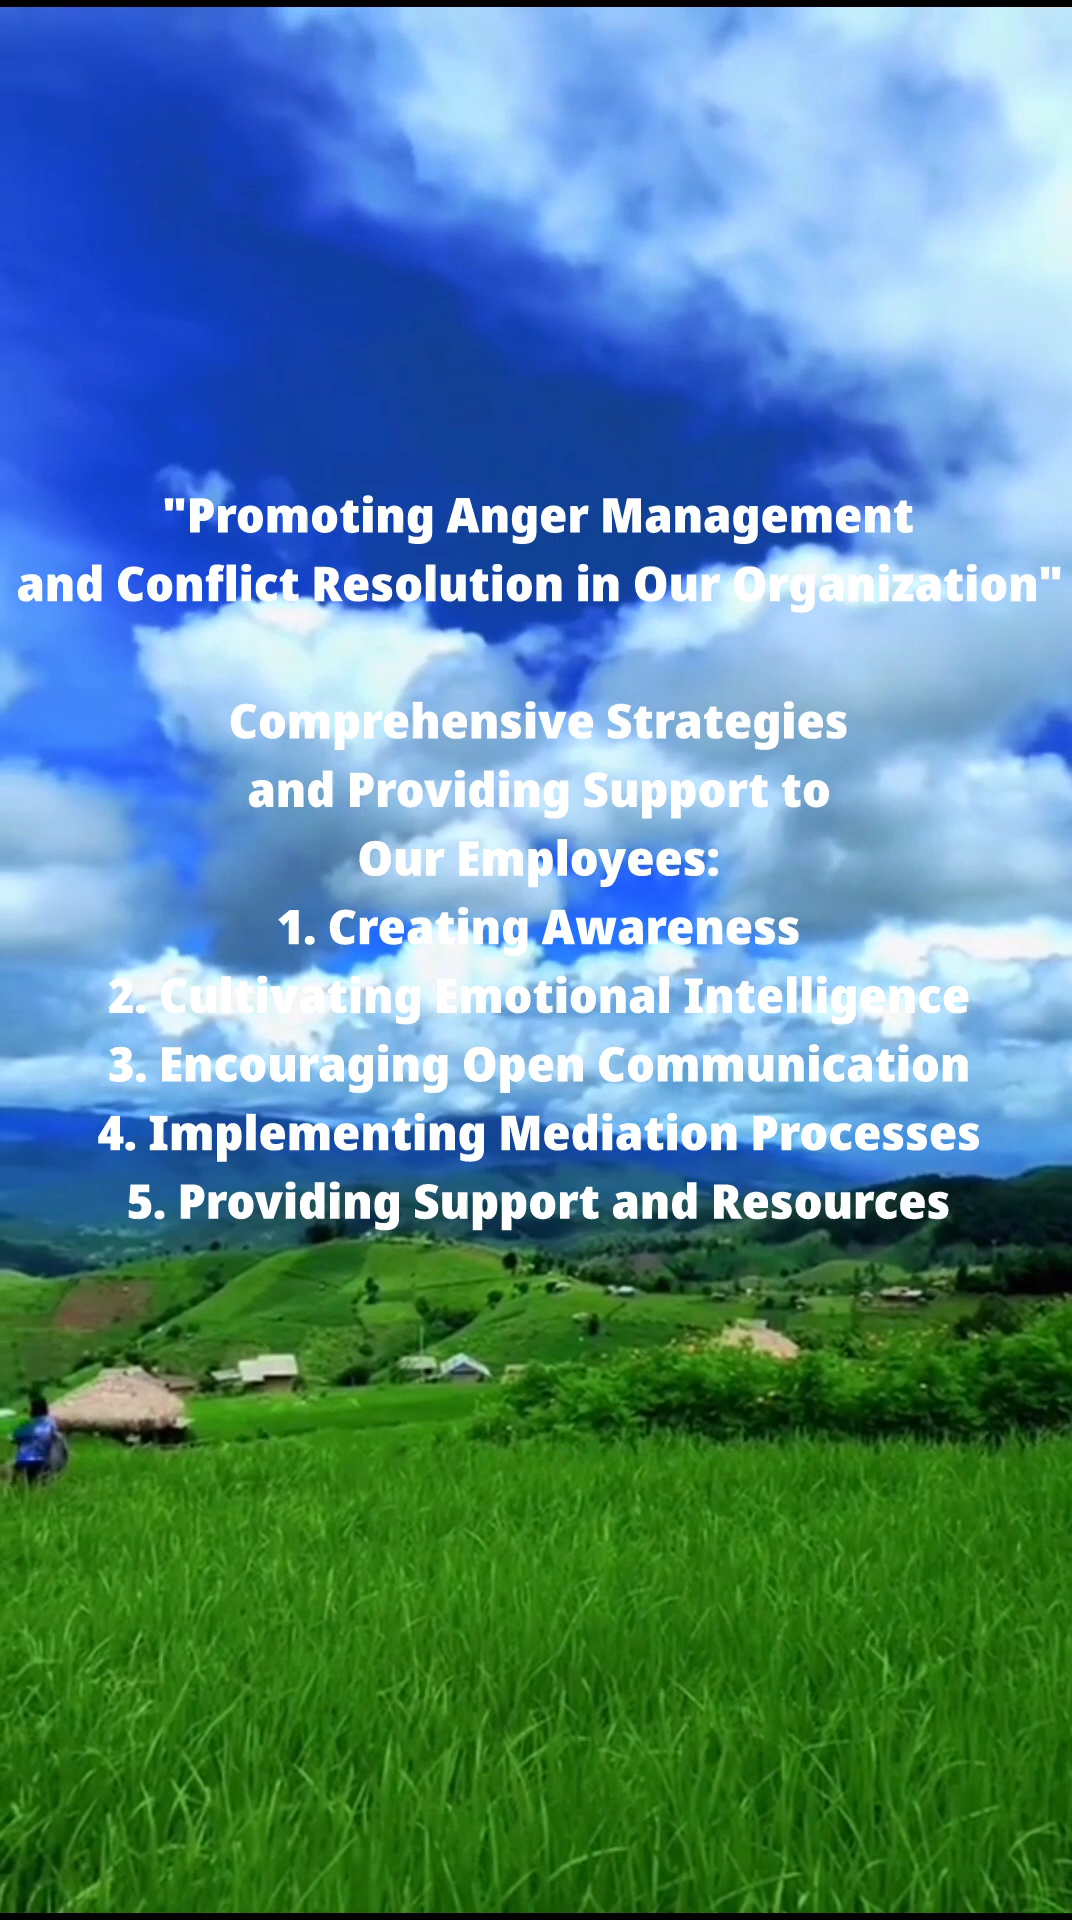 "Promoting Anger Management
and Conflict Resolution in Our Organization"
Comprehensive Strategies
and Providing Support to
Our Employees:
1. Creating Awareness
2. Cultivating Emotional Intelligence
3. Encouraging Open Communication
4. Implementing Mediation Processes
5. Providing Support and Resources